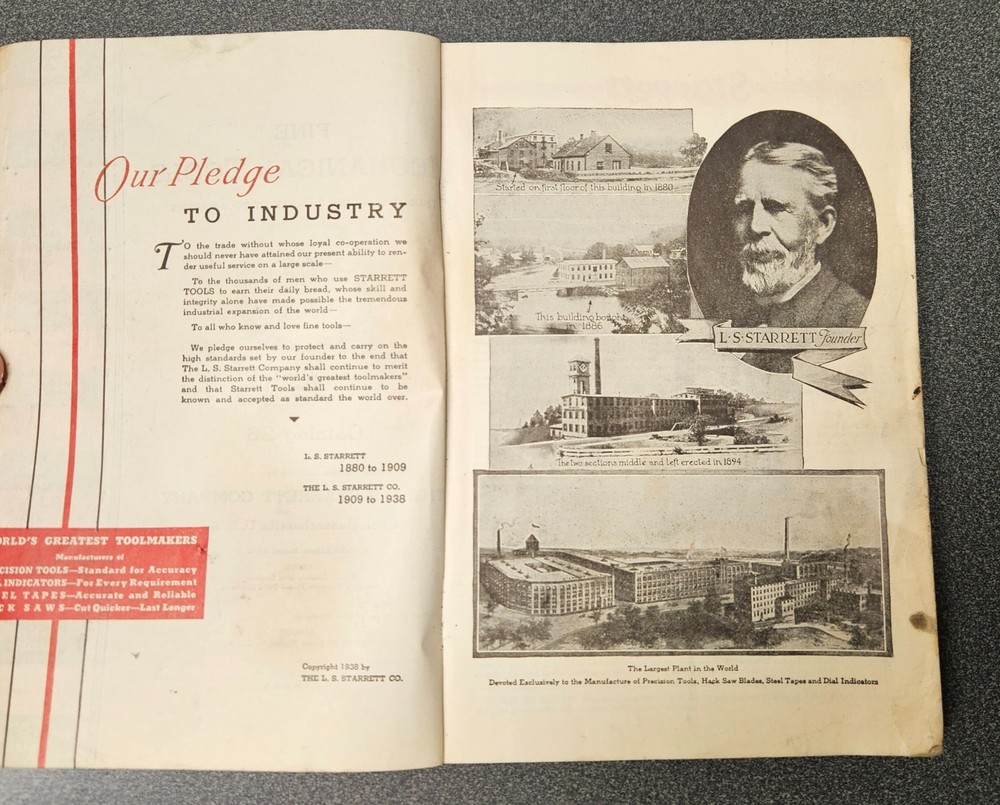 Our Pledge
TO INDUSTRY
TO the trade without whose loyal co-operation we
should never have attained our present ability to ren-
der useful service on a large scale—
To the thousands of men who use STARRETT
TOOLS to earn their daily bread, whose skill and
integrity alone have made possible the tremendous
industrial expansion of the world—
To all who know and love fine tools—
We pledge ourselves to protect and carry on the
high standards set by our founder to the end that
The L. S. Starrett Company shall continue to merit
the distinction of the "world's greatest toolmakers"
and that Starrett Tools shall continue to be
known and accepted as standard the world over.
L. S. STARRETT
1880 to 1909
THE L. S. STARRETT CO.
1909 to 1938
ORLD'S GREATEST TOOLMAKERS
Manufacturers of
CISION TOOLS—Standard for Accuracy
L INDICATORS—For Every Requirement
EL TAPES—Accurate and Reliable
CK SAWS—Cut Quicker—Last Longer
Copyright 1938 by
THE L. S. STARRETT CO.
Started on first floor of this building in 1880
This building bought
in 1886
L·S·STARRETT Founder
The two sections middle and left erected in 1894
The Largest Plant in the World
Devoted Exclusively to the Manufacture of Precision Tools, Hack Saw Blades, Steel Tapes and Dial Indicators